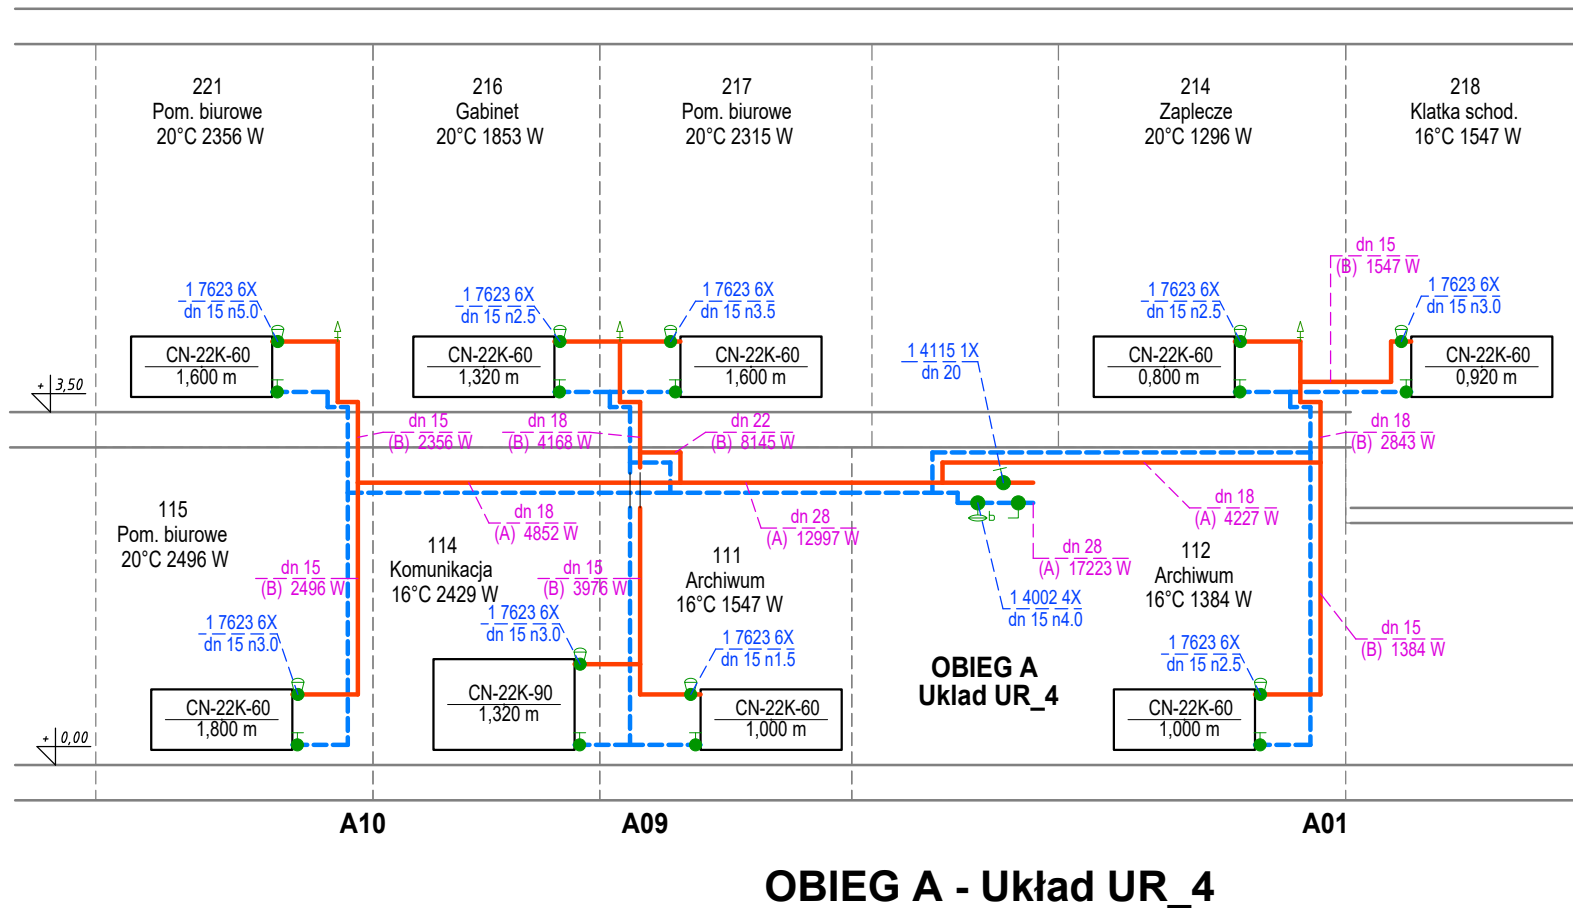 221
Pom. biurowe
20°C 2356 W
216
Gabinet
20°C 1853 W
217
Pom. biurowe
20°C 2315 W
214
Zaplecze
20°C 1296 W
218
Klatka schod.
16°C 1547 W
dn 15
(B) 1547 W
1 7623 6X
dn 15 n5.0
1 7623 6X
dn 15 n2.5
1 7623 6X
dn 15 n3.5
1 7623 6X
dn 15 n2.5
1 7623 6X
dn 15 n3.0
CN-22K-60
1,600 m
CN-22K-60
1,320 m
CN-22K-60
1,600 m
1 4115 1X
dn 20
CN-22K-60
0,800 m
CN-22K-60
0,920 m
+ 3,50
dn 15
(B) 2356 W
dn 18
(B) 4168 W
dn 22
(B) 8145 W
dn 18
(B) 2843 W
115
Pom. biurowe
20°C 2496 W
dn 18
(A) 4852 W
dn 28
(A) 12997 W
b
dn 18
(A) 4227 W
114
Komunikacja
16°C 2429 W
111
Archiwum
16°C 1547 W
dn 28
(A) 17223 W
112
Archiwum
16°C 1384 W
dn 15
(B) 2496 W
dn 15
(B) 3976 W
1 4002 4X
dn 15 n4.0
1 7623 6X
dn 15 n3.0
1 7623 6X
dn 15 n3.0
1 7623 6X
dn 15 n1.5
1 7623 6X
dn 15 n2.5
dn 15
(B) 1384 W
OBIEG A
Uklad UR_4
CN-22K-60
1,800 m
CN-22K-90
1,320 m
CN-22K-60
1,000 m
CN-22K-60
1,000 m
+ 0,00
A10
A09
A01
OBIEG A - Układ UR_4